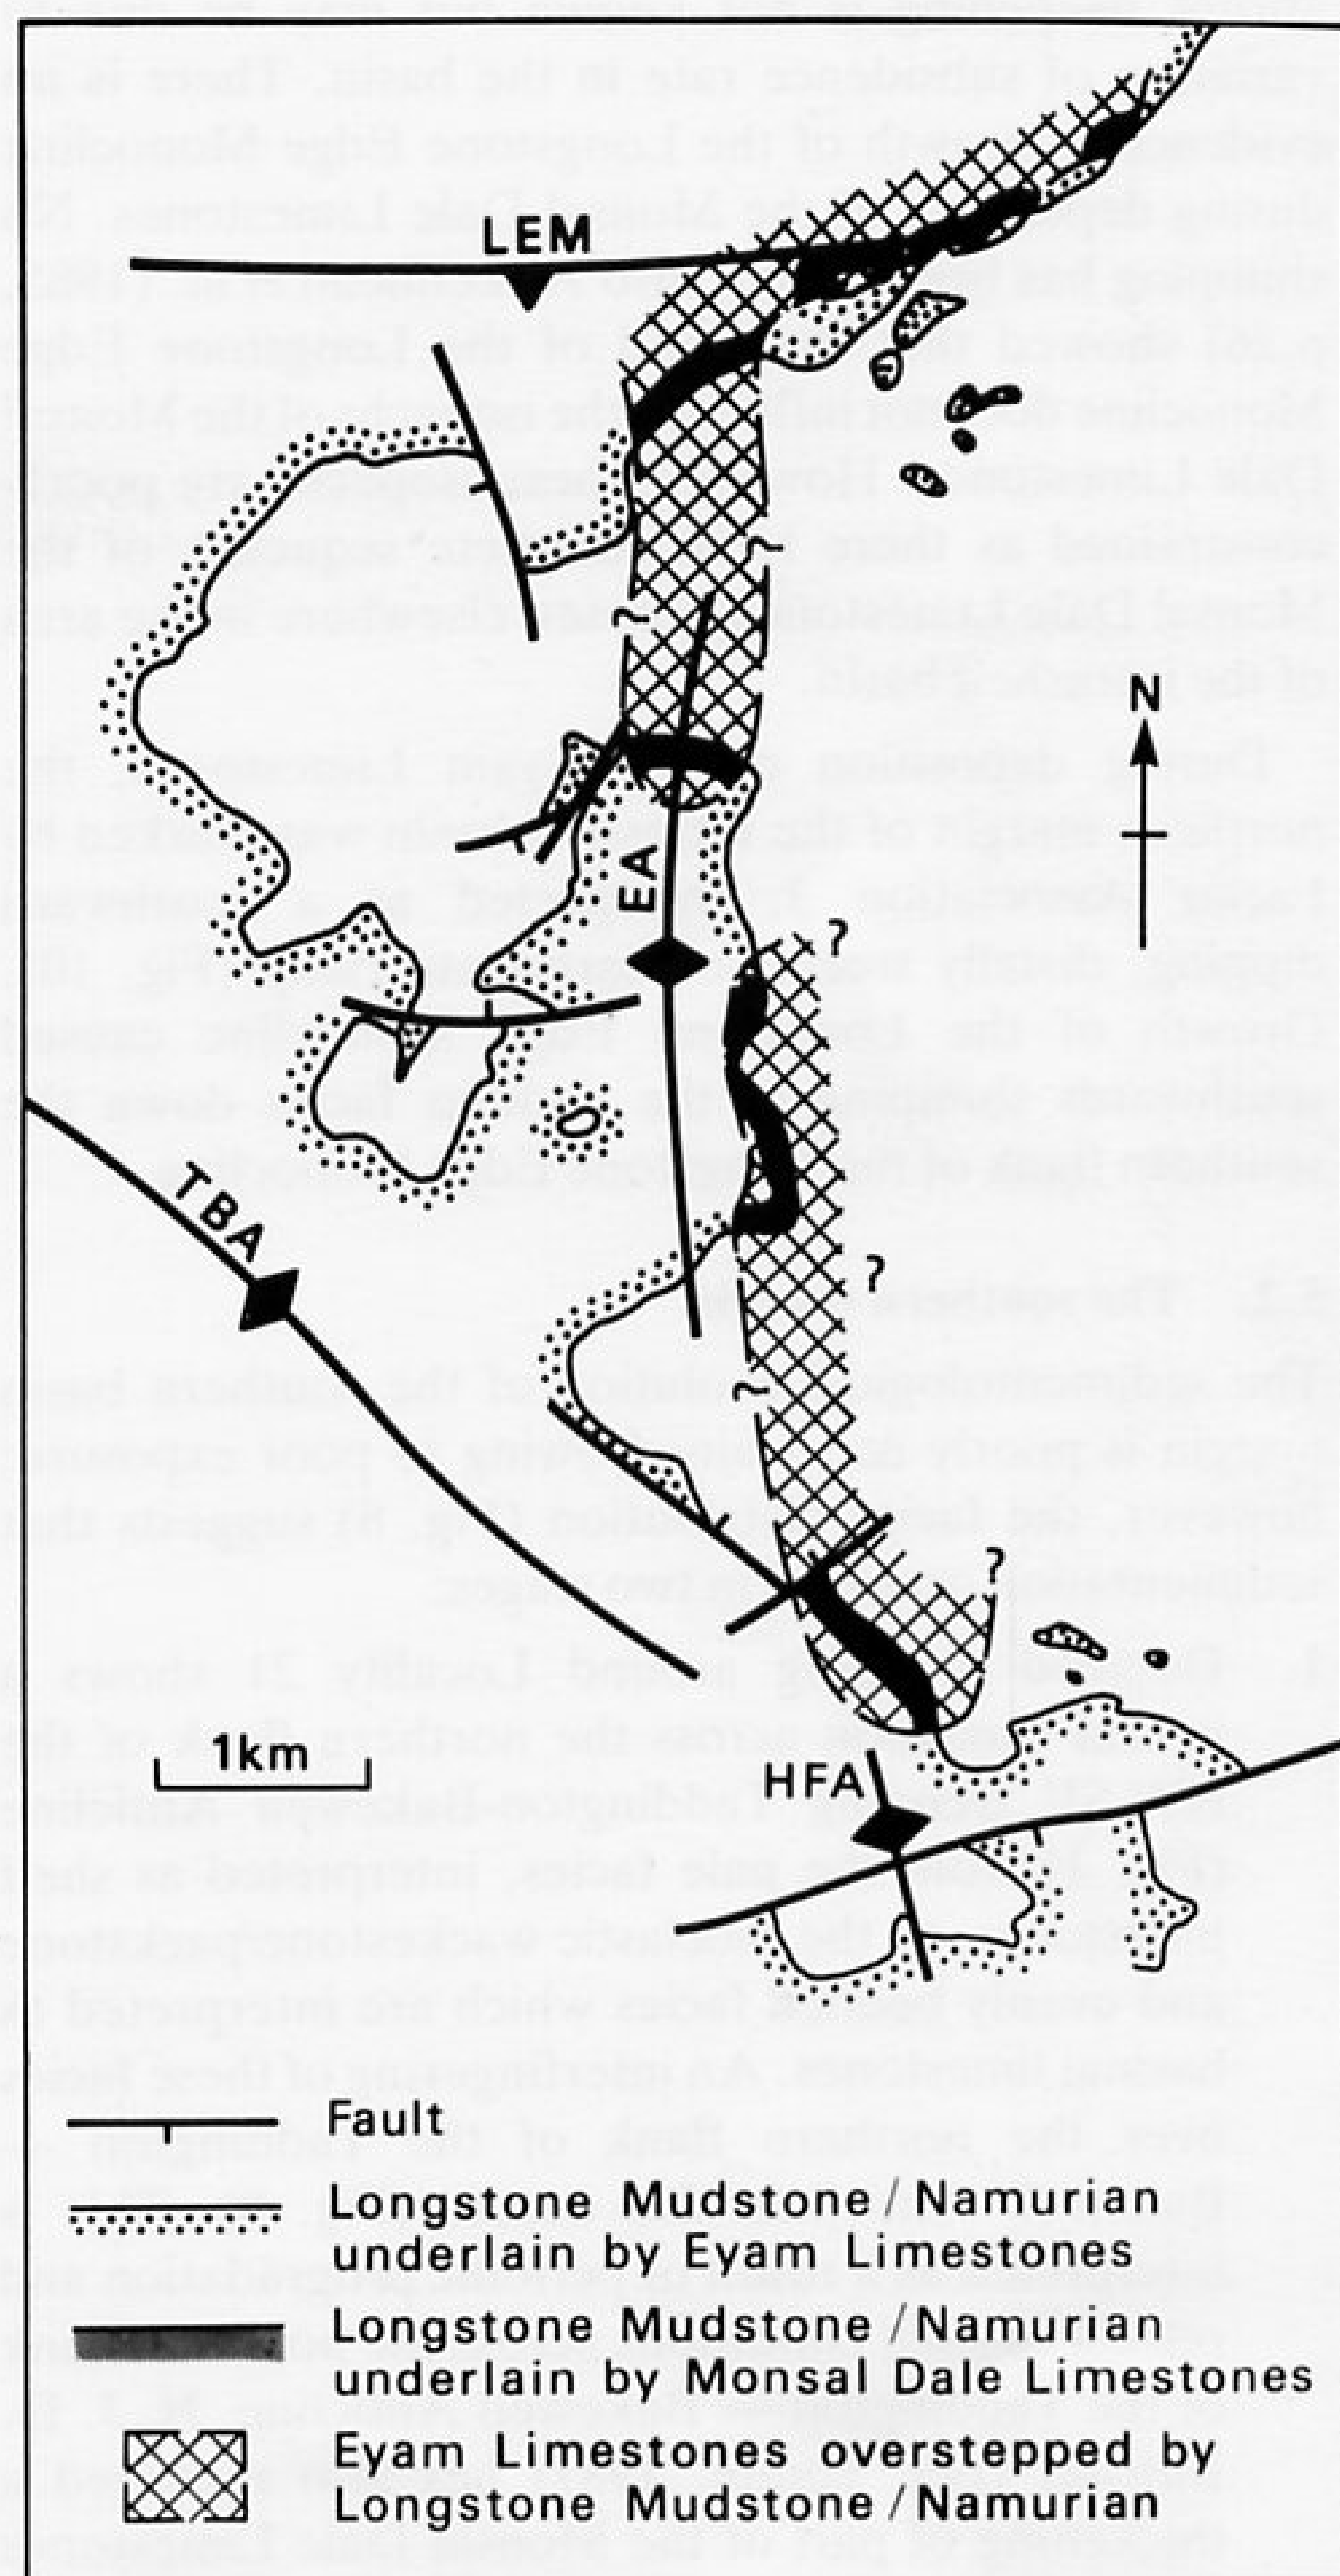 LEM
N
?
?
EA
?
TBA
?
?
?
1km
HFA
Fault
Longstone Mudstone / Namurian
underlain by Eyam Limestones
Longstone Mudstone / Namurian
underlain by Monsal Dale Limestones
Eyam Limestones overstepped by
Longstone Mudstone / Namurian